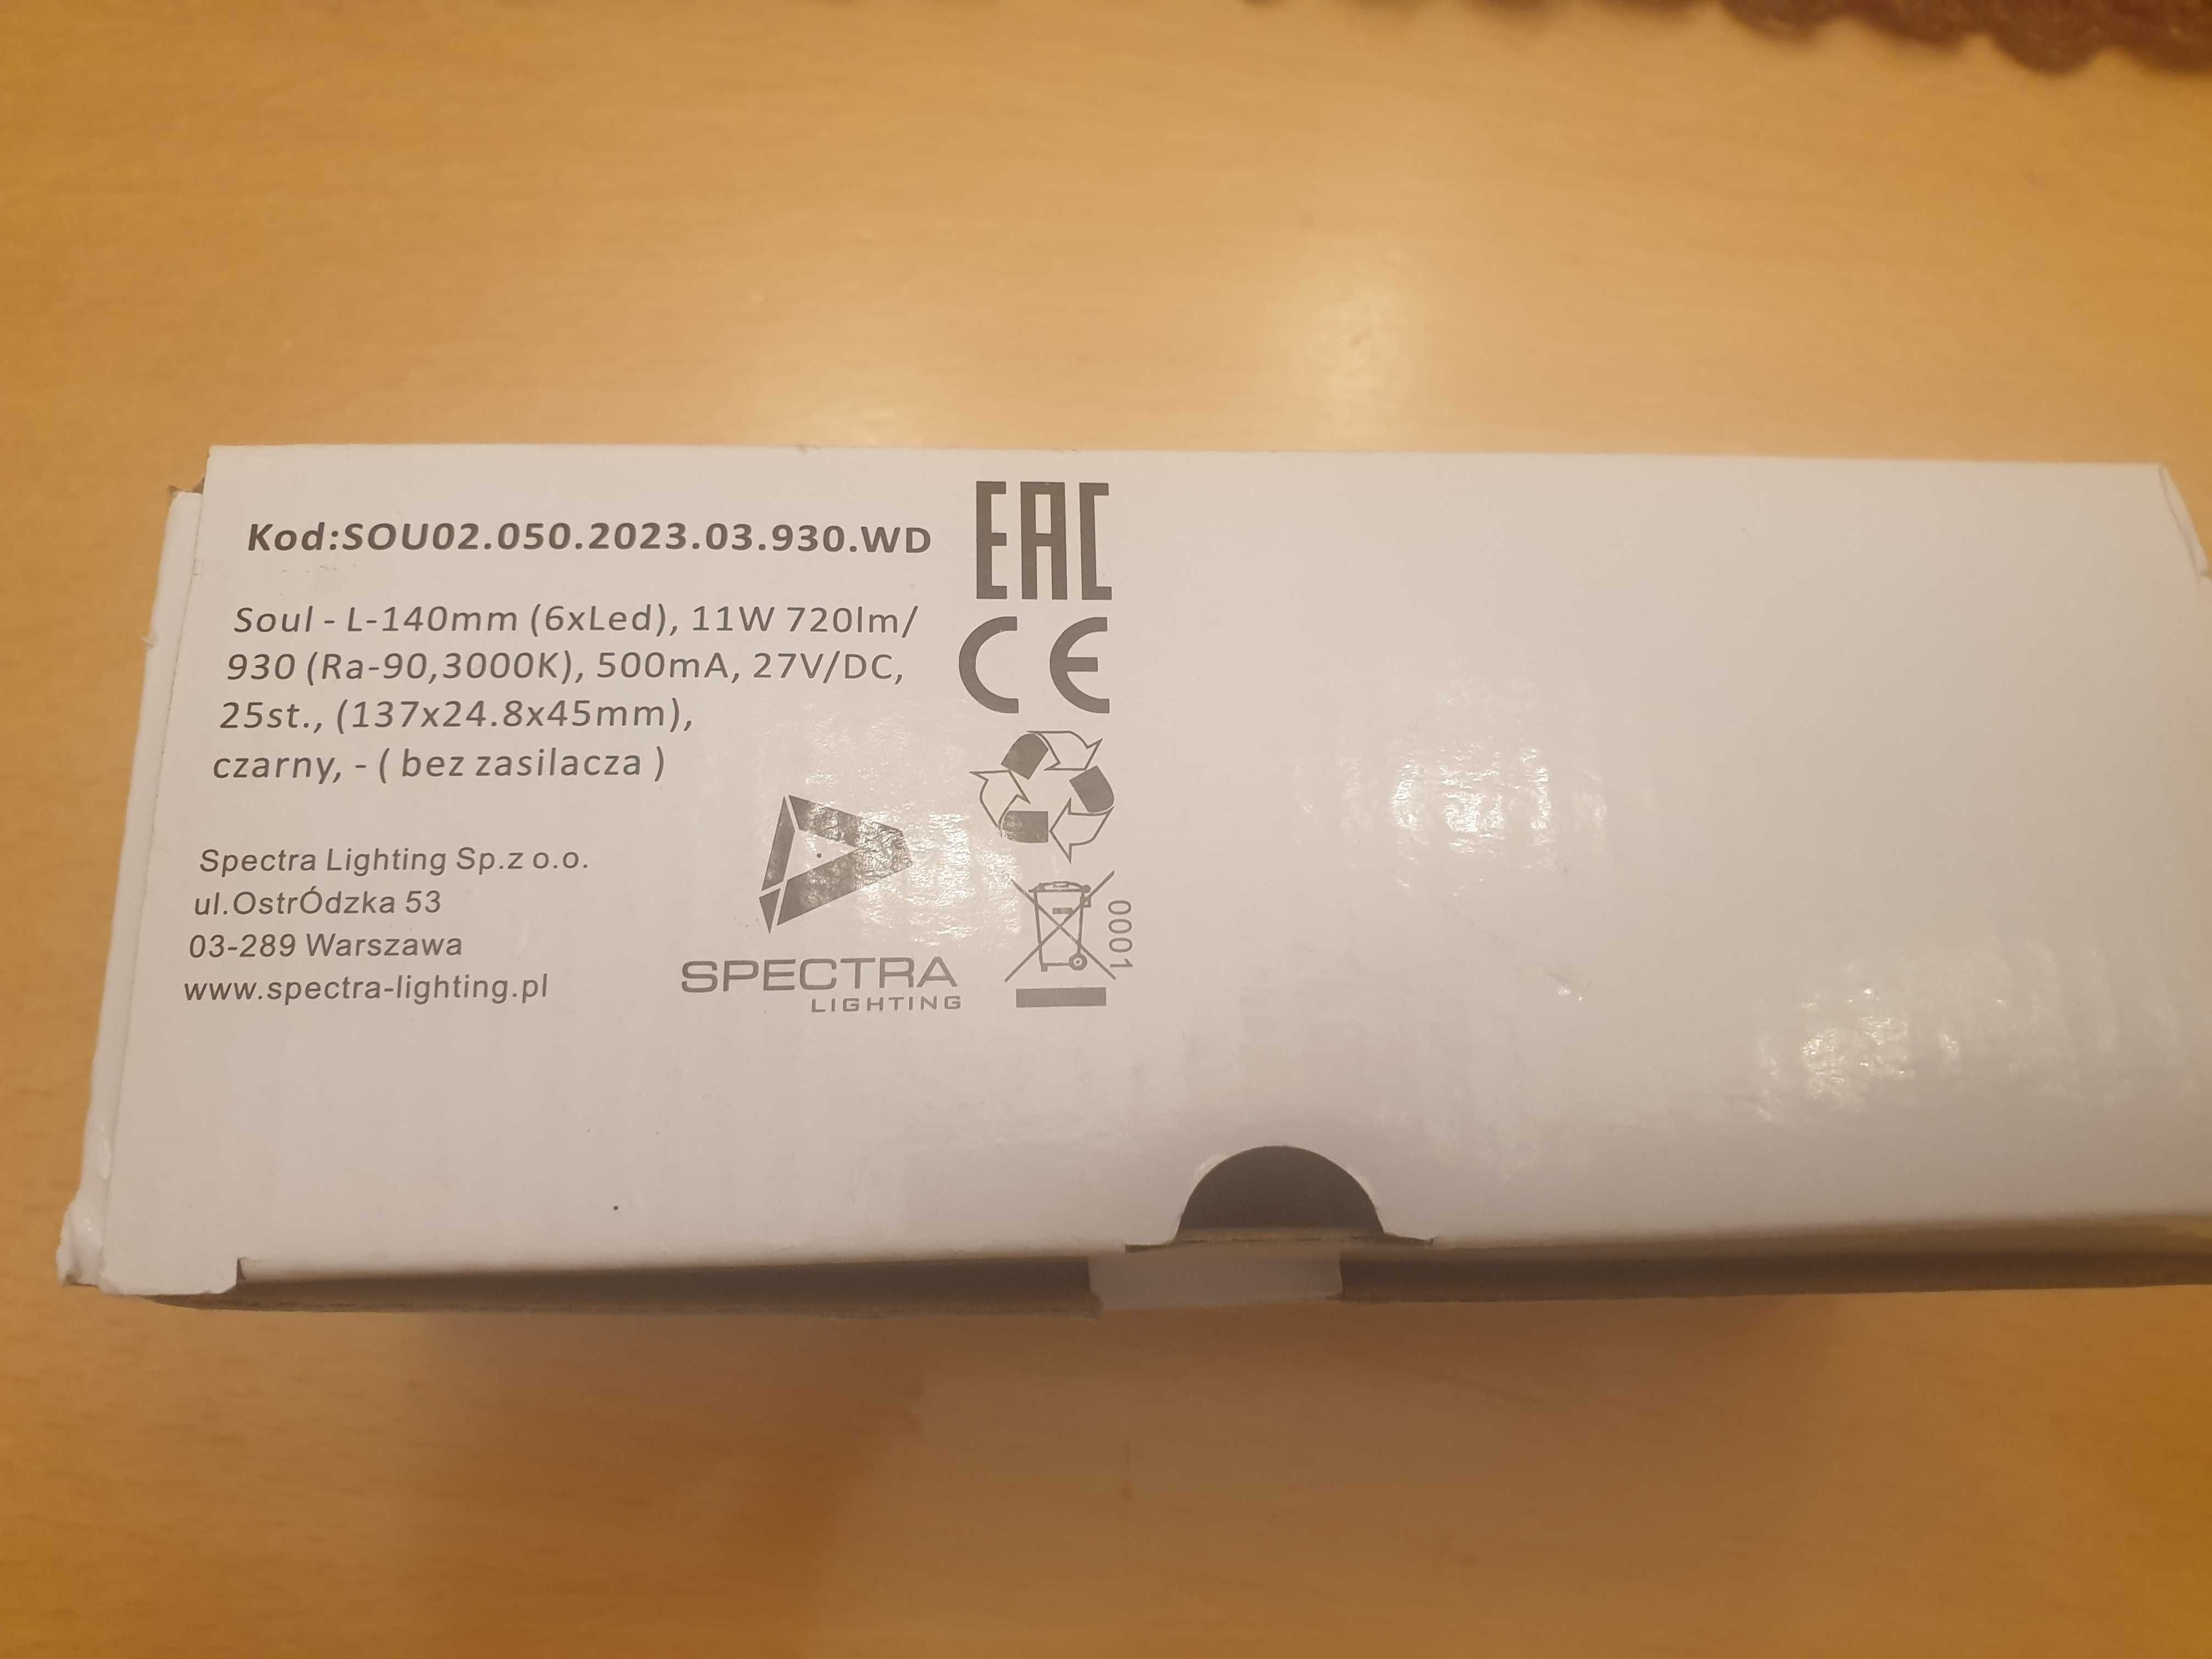 Kod:SOU02.050.2023.03.930.WD
Soul - L-140mm (6xLed), 11W 720lm/
930 (Ra-90,3000K), 500mA, 27V/DC,
25st., (137x24.8x45mm),
czarny, - ( bez zasilacza )
Spectra Lighting Sp.z o.o.
ul.OstrÓdzka 53
03-289 Warszawa
www.spectra-lighting.pl
SPECTRA
LIGHTING
EAC
CE
0001